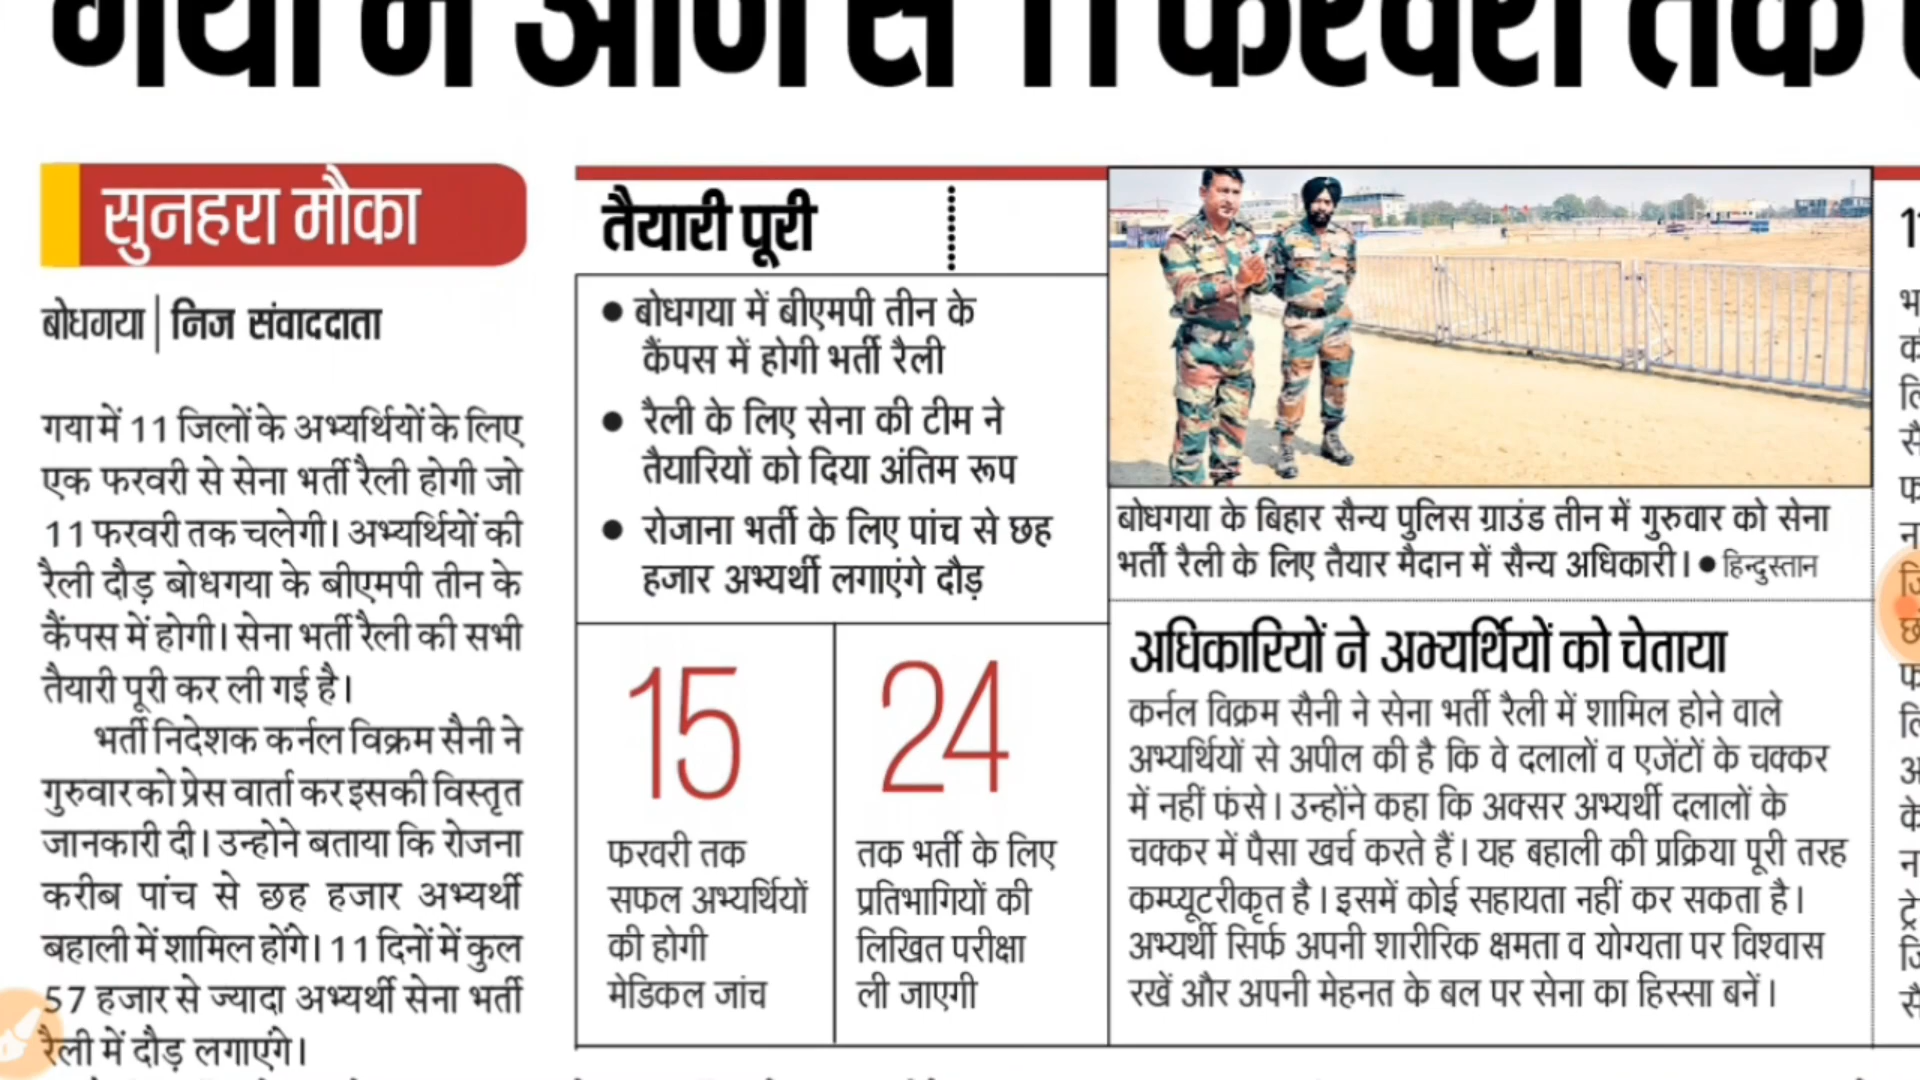 गया में आज से 11 फरवरी तक
सुनहरा मौका
बोधगया | निज संवाददाता
गया में 11 जिलों के अभ्यर्थियों के लिए
एक फरवरी से सेना भर्ती रैली होगी जो
11 फरवरी तक चलेगी। अभ्यर्थियों की
रैली दौड़ बोधगया के बीएमपी तीन के
कैंपस में होगी। सेना भर्ती रैली की सभी
तैयारी पूरी कर ली गई है।
भर्ती निदेशक कर्नल विक्रम सैनी ने
गुरुवार को प्रेस वार्ता कर इसकी विस्तृत
जानकारी दी। उन्होने बताया कि रोजना
करीब पांच से छह हजार अभ्यर्थी
बहाली में शामिल होंगे। 11 दिनों में कुल
57 हजार से ज्यादा अभ्यर्थी सेना भर्ती
रैली में दौड़ लगाएंगे।
तैयारी पूरी
● बोधगया में बीएमपी तीन के
कैंपस में होगी भर्ती रैली
● रैली के लिए सेना की टीम ने
तैयारियों को दिया अंतिम रूप
● रोजाना भर्ती के लिए पांच से छह
हजार अभ्यर्थी लगाएंगे दौड़
15
फरवरी तक
सफल अभ्यर्थियों
की होगी
मेडिकल जांच
24
तक भर्ती के लिए
प्रतिभागियों की
लिखित परीक्षा
ली जाएगी
बोधगया के बिहार सैन्य पुलिस ग्राउंड तीन में गुरुवार को सेना
भर्ती रैली के लिए तैयार मैदान में सैन्य अधिकारी। ● हिन्दुस्तान
अधिकारियों ने अभ्यर्थियों को चेताया
कर्नल विक्रम सैनी ने सेना भर्ती रैली में शामिल होने वाले
अभ्यर्थियों से अपील की है कि वे दलालों व एजेंटों के चक्कर
में नहीं फंसे। उन्होंने कहा कि अक्सर अभ्यर्थी दलालों के
चक्कर में पैसा खर्च करते हैं। यह बहाली की प्रक्रिया पूरी तरह
कम्प्यूटरीकृत है। इसमें कोई सहायता नहीं कर सकता है।
अभ्यर्थी सिर्फ अपनी शारीरिक क्षमता व योग्यता पर विश्वास
रखें और अपनी मेहनत के बल पर सेना का हिस्सा बनें।